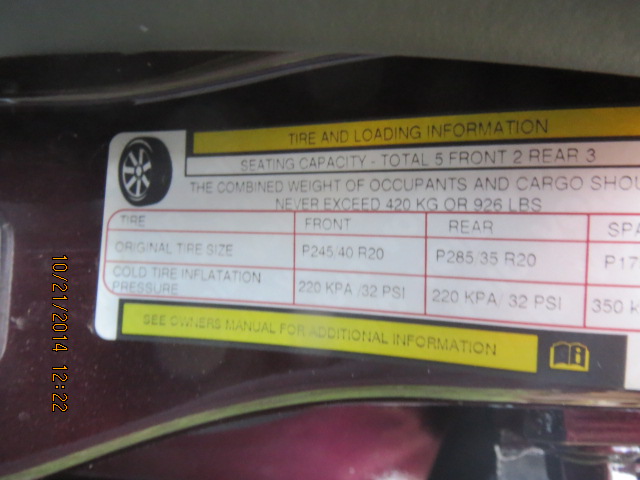 TIRE AND LOADING INFORMATION
SEATING CAPACITY - TOTAL 5 FRONT 2 REAR 3
THE COMBINED WEIGHT OF OCCUPANTS AND CARGO SHOU
NEVER EXCEED 420 KG OR 926 LBS
TIRE FRONT REAR SPA
ORIGINAL TIRE SIZE P245/40 R20 P285/35 R20 P17
COLD TIRE INFLATATION PRESSURE 220 KPA /32 PSI 220 KPA/ 32 PSI 350 K
SEE OWNERS MANUAL FOR ADDITIONAL INFORMATION
10/21/2014 12:22